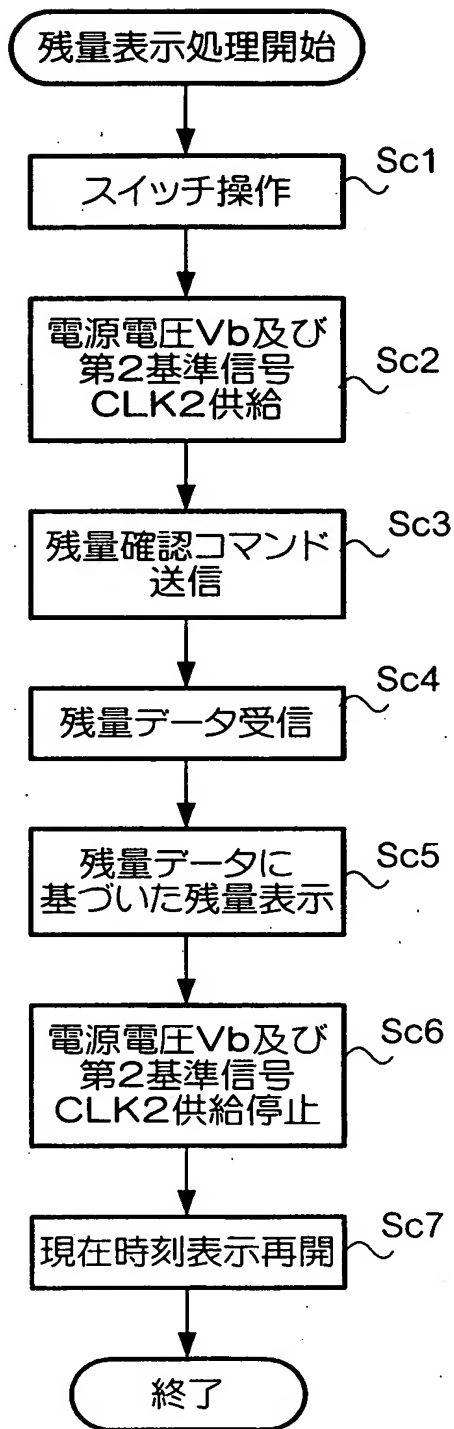 残量表示処理開始
Sc1
スイッチ操作
電源電圧Vb及び
第2基準信号
CLK2供給
Sc2
残量確認コマンド
送信
Sc3
残量データ受信
Sc4
残量データに
基づいた残量表示
Sc5
電源電圧Vb及び
第2基準信号
CLK2供給停止
Sc6
現在時刻表示再開
Sc7
終了